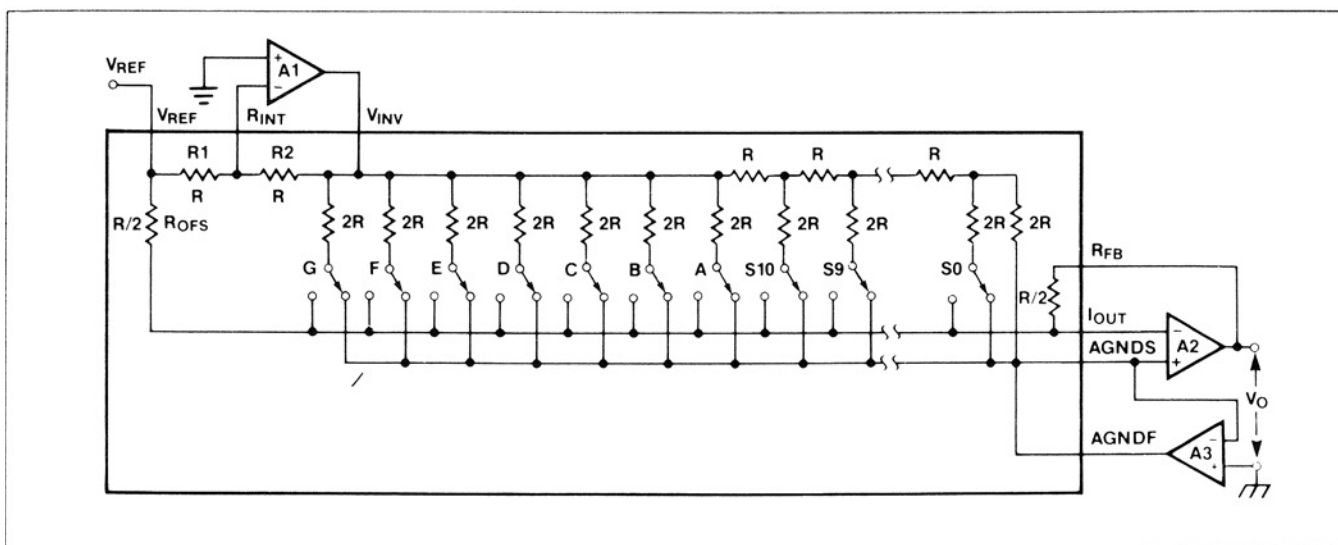 VREF
A1
+
−
VREF
RINT
VINV
R1
R2
R
R
R
R
R
R/2
ROFS
2R
2R
2R
2R
2R
2R
2R
2R
2R
2R
2R
G
F
E
D
C
B
A
S10
S9
S0
RFB
R/2
IOUT
AGNDS
−
A2
+
VO
AGNDF
−
A3
+